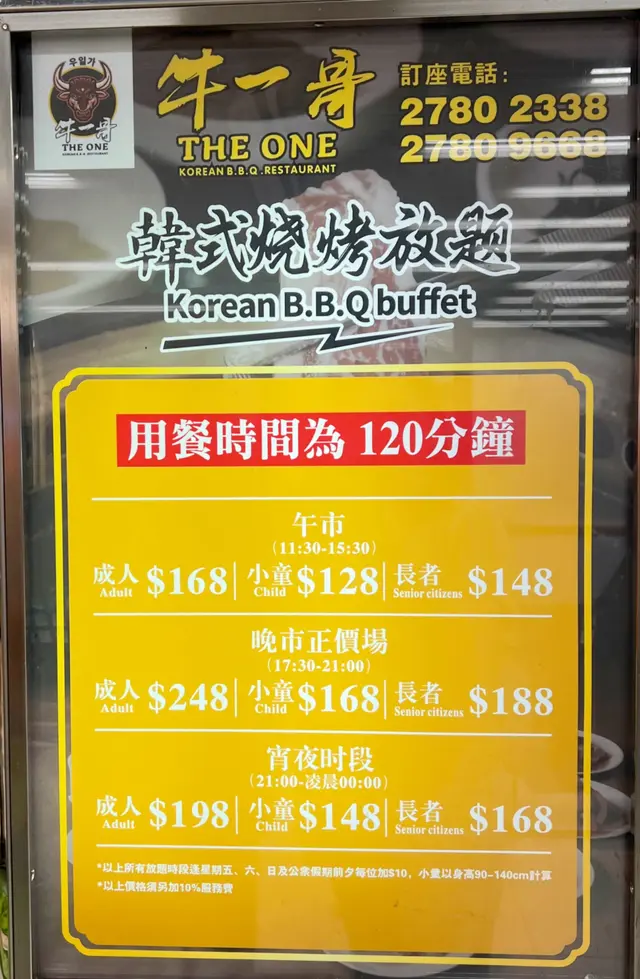 우일가
牛一哥
THE ONE
KOREAN B.B.Q. RESTAURANT
牛一哥
THE ONE
KOREAN B.B.Q .RESTAURANT
訂座電話:
2780 2338
2780 9668
韓式燒烤放題
Korean B.B.Q buffet
用餐時間為 120分鐘
午市
(11:30-15:30)
成人 Adult $168 | 小童 Child $128 | 長者 Senior citizens $148
晚市正價場
(17:30-21:00)
成人 Adult $248 | 小童 Child $168 | 長者 Senior citizens $188
宵夜时段
(21:00-凌晨00:00)
成人 Adult $198 | 小童 Child $148 | 長者 Senior citizens $168
*以上所有放題時段逢星期五、六、日及公眾假期前夕每位加$10，小童以身高90-140cm計算
*以上價格須另加10%服務費